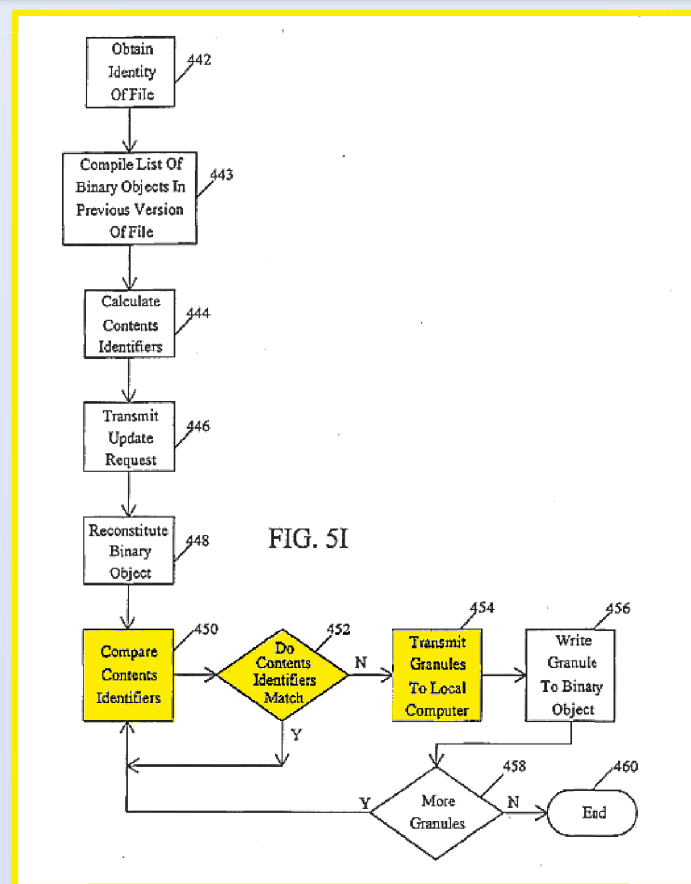 Obtain
Identity
Of File
442
Compile List Of
Binary Objects In
Previous Version
Of File
443
Calculate
Contents
Identifiers
444
Transmit
Update
Request
446
Reconstitute
Binary
Object
448
FIG. 5I
Compare
Contents
Identifiers
450
Do
Contents
Identifiers
Match
452
N
Y
Transmit
Granules
To Local
Computer
454
Write
Granule
To Binary
Object
456
More
Granules
458
Y
N
End
460